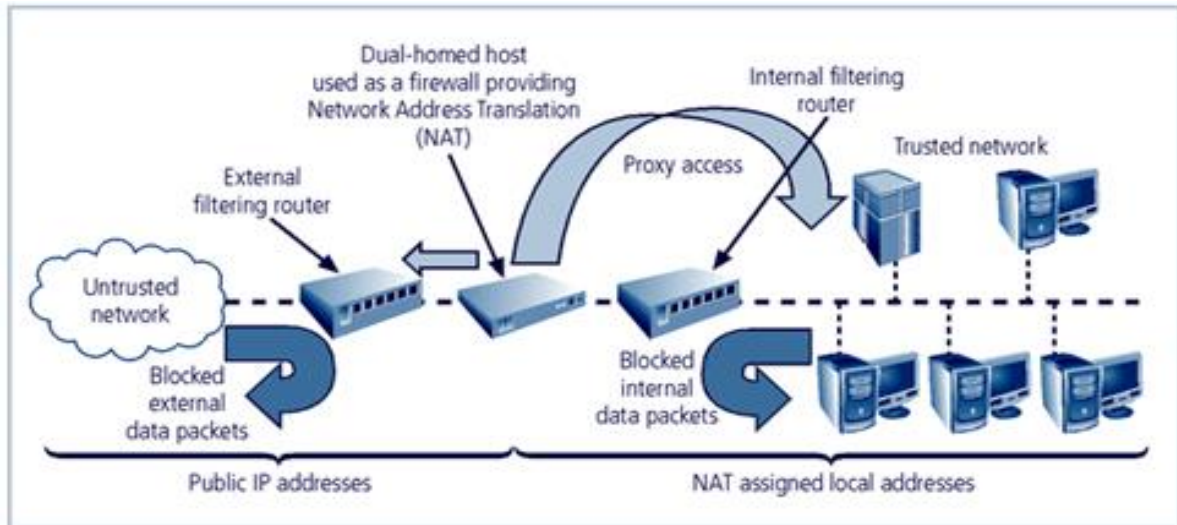 Dual-homed host
used as a firewall providing
Network Address Translation
(NAT)
Internal filtering
router
Proxy access
Trusted network
External
filtering router
Untrusted
network
Blocked
external
data packets
Blocked
internal
data packets
Public IP addresses
NAT assigned local addresses